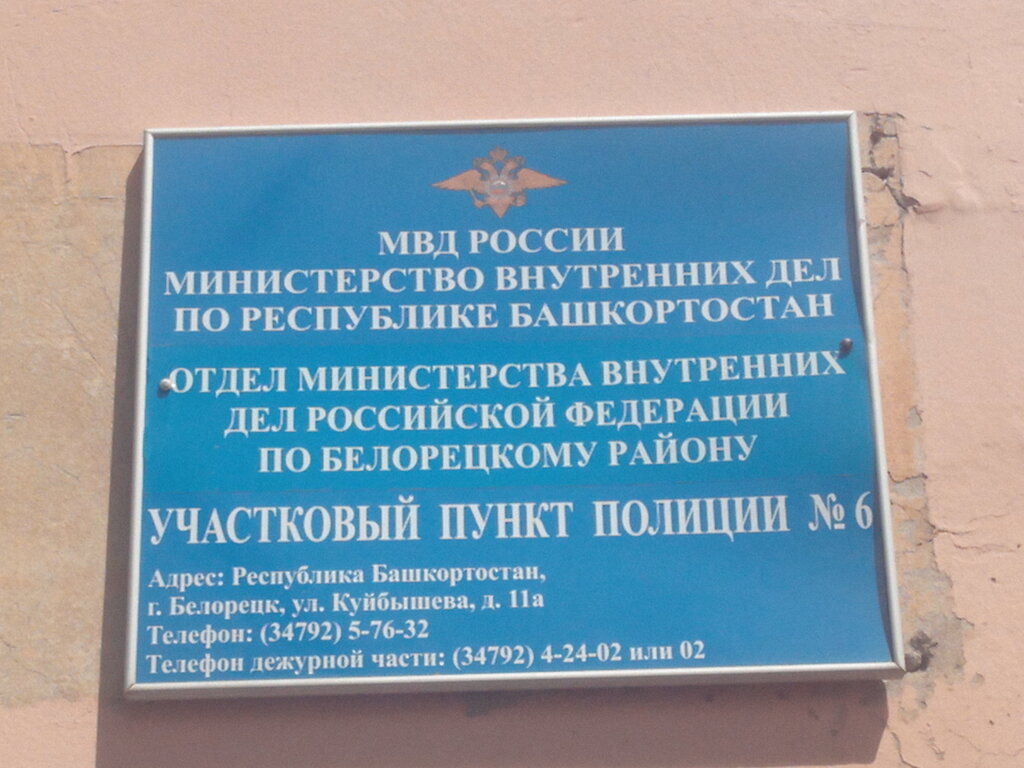 МВД РОССИИ
МИНИСТЕРСТВО ВНУТРЕННИХ ДЕЛ
ПО РЕСПУБЛИКЕ БАШКОРТОСТАН
ОТДЕЛ МИНИСТЕРСТВА ВНУТРЕННИХ
ДЕЛ РОССИЙСКОЙ ФЕДЕРАЦИИ
ПО БЕЛОРЕЦКОМУ РАЙОНУ
УЧАСТКОВЫЙ ПУНКТ ПОЛИЦИИ № 6
Адрес: Республика Башкортостан,
г. Белорецк, ул. Куйбышева, д. 11а
Телефон: (34792) 5-76-32
Телефон дежурной части: (34792) 4-24-02 или 02